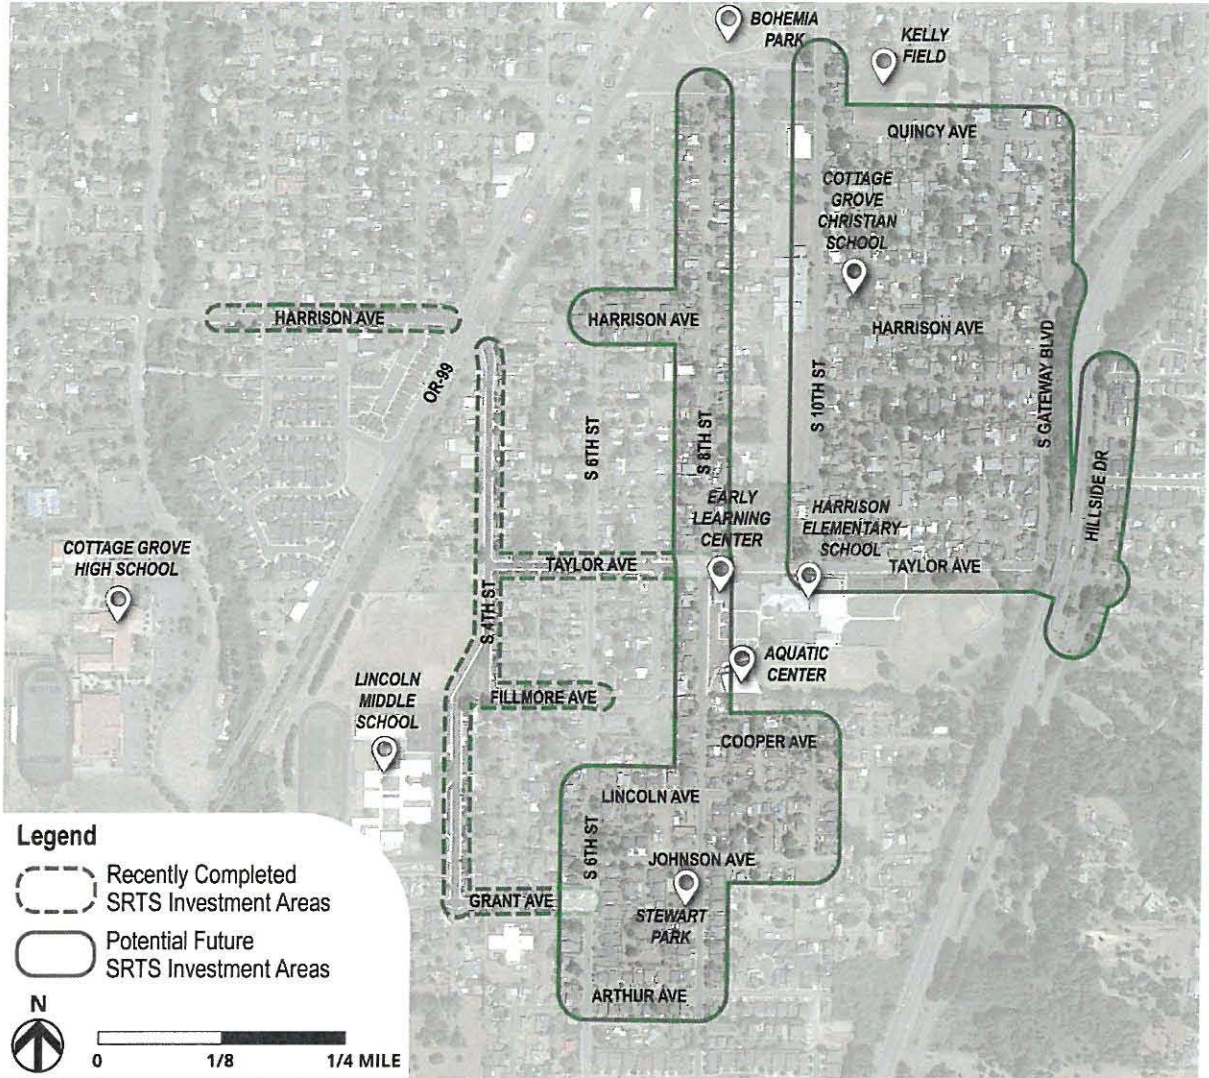 BOHEMIA
PARK
KELLY
FIELD
QUINCY AVE
COTTAGE
GROVE
CHRISTIAN
SCHOOL
HARRISON AVE
HARRISON AVE
HARRISON AVE
OR-99
S 6TH ST
S 8TH ST
S 10TH ST
S GATEWAY BLVD
HILLSIDE DR
EARLY
LEARNING
CENTER
HARRISON
ELEMENTARY
SCHOOL
COTTAGE GROVE
HIGH SCHOOL
TAYLOR AVE
TAYLOR AVE
S 4TH ST
AQUATIC
CENTER
LINCOLN
MIDDLE
SCHOOL
FILLMORE AVE
COOPER AVE
LINCOLN AVE
S 6TH ST
JOHNSON AVE
GRANT AVE
STEWART
PARK
ARTHUR AVE
Legend
Recently Completed
SRTS Investment Areas
Potential Future
SRTS Investment Areas
N
0 1/8 1/4 MILE